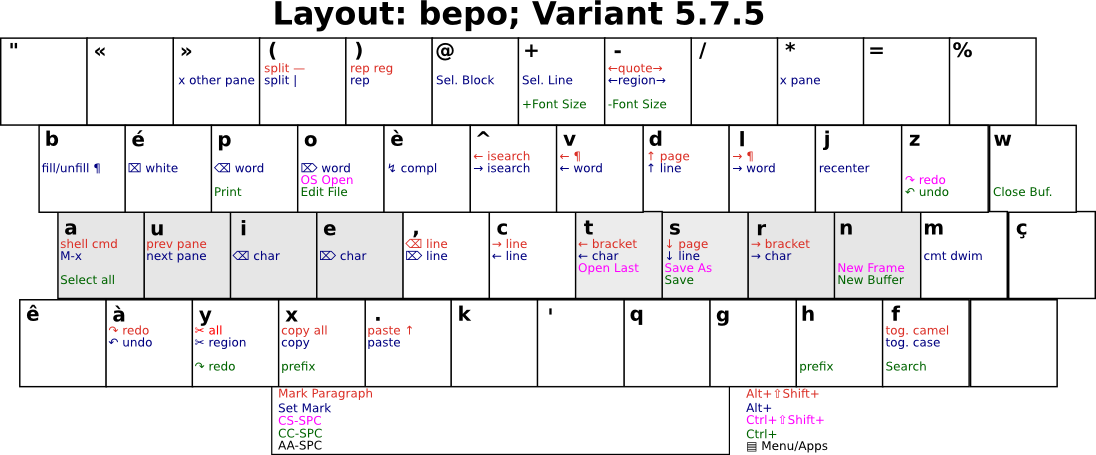 Layout: bepo; Variant 5.7.5
" « » ( ) @ + - / * = %
split — rep reg ←quote→
x other pane split | rep Sel. Block Sel. Line ←region→ x pane
+Font Size -Font Size
b é p o è ^ v d l j z w
← isearch ← ¶ ↑ page → ¶
fill/unfill ¶ ⌧ white ⌫ word ⌦ word ↯ compl → isearch ← word ↑ line → word recenter
OS Open ↷ redo
Print Edit File ↶ undo Close Buf.
a u i e , c t s r n m ç
shell cmd prev pane ⌫ line → line ← bracket ↓ page → bracket
M-x next pane ⌫ char ⌦ char ⌦ line ← line ← char ↓ line → char cmt dwim
Open Last Save As New Frame
Select all Save New Buffer
ê à y x . k ' q g h f
↷ redo ✂ all copy all paste ↑ tog. camel
↶ undo ✂ region copy paste tog. case
↷ redo prefix prefix Search
Mark Paragraph Alt+⇧Shift+
Set Mark Alt+
CS-SPC Ctrl+⇧Shift+
CC-SPC Ctrl+
AA-SPC ▤ Menu/Apps